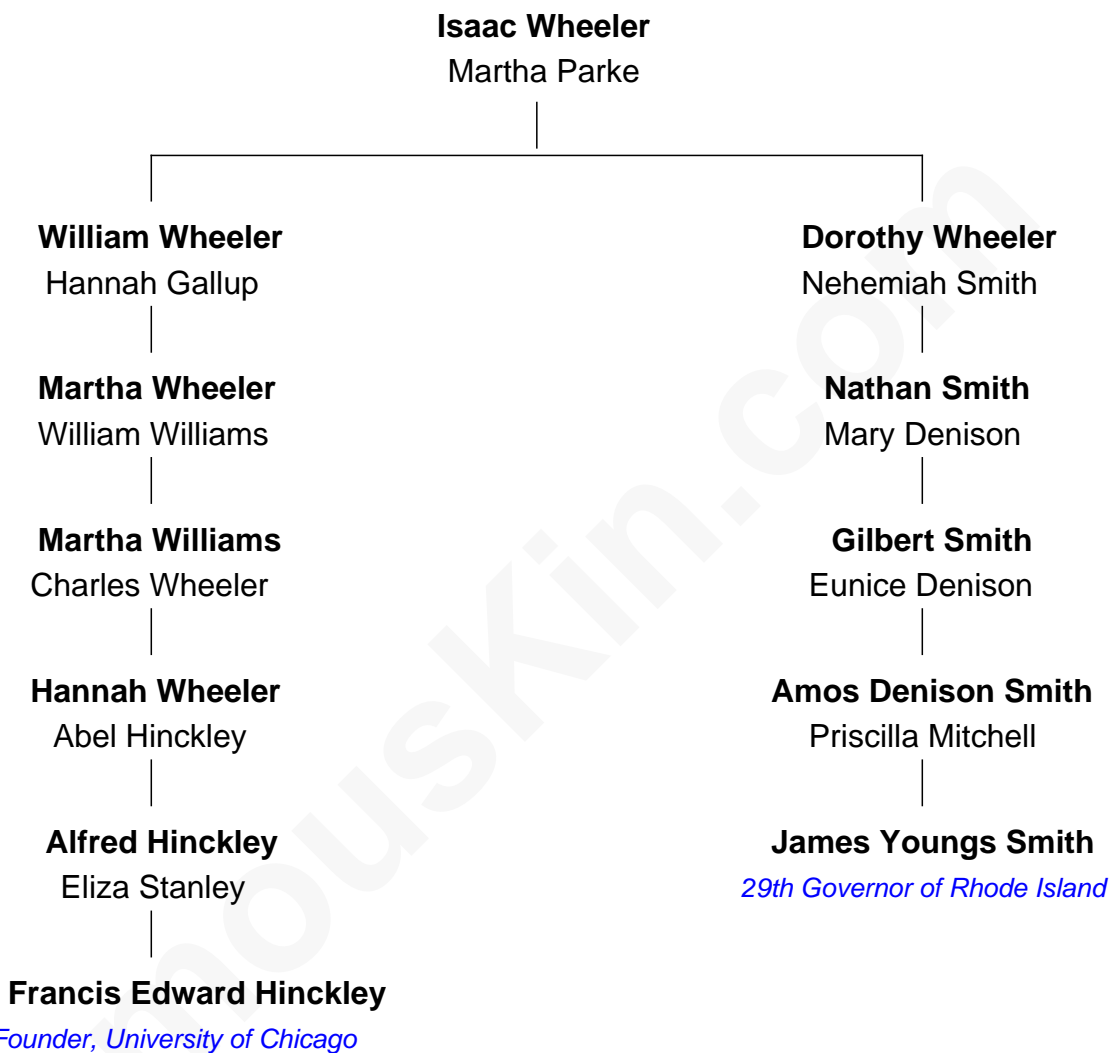 Isaac Wheeler
Martha Parke
William Wheeler
Hannah Gallup
Dorothy Wheeler
Nehemiah Smith
Martha Wheeler
William Williams
Nathan Smith
Mary Denison
Martha Williams
Charles Wheeler
Gilbert Smith
Eunice Denison
Hannah Wheeler
Abel Hinckley
Amos Denison Smith
Priscilla Mitchell
Alfred Hinckley
Eliza Stanley
James Youngs Smith
29th Governor of Rhode Island
Francis Edward Hinckley
Founder, University of Chicago
mouskin.com